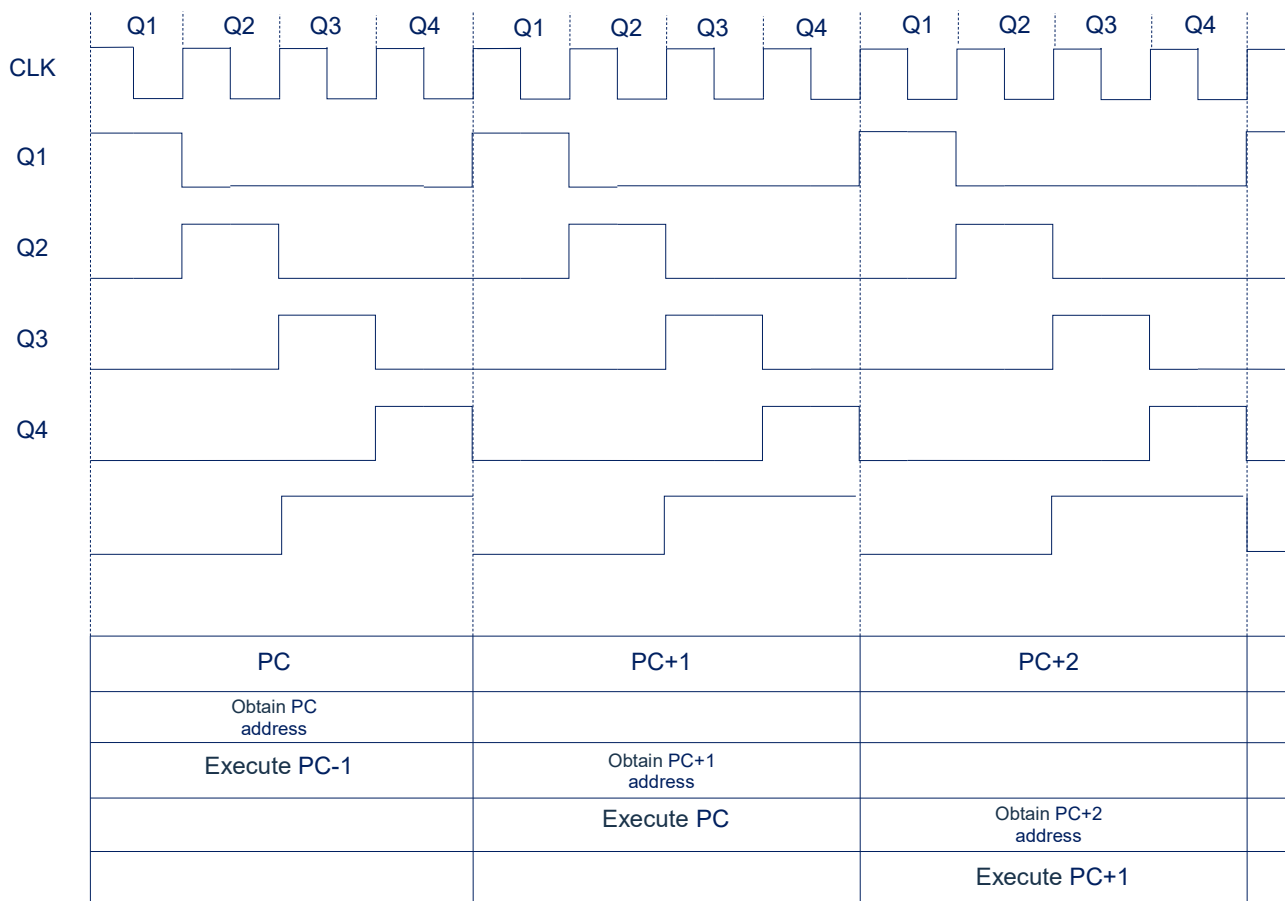 Q1 Q2 Q3 Q4 Q1 Q2 Q3 Q4 Q1 Q2 Q3 Q4
CLK
Q1
Q2
Q3
Q4
PC PC+1 PC+2
Obtain PC
address
Execute PC-1
Obtain PC+1
address
Execute PC
Obtain PC+2
address
Execute PC+1